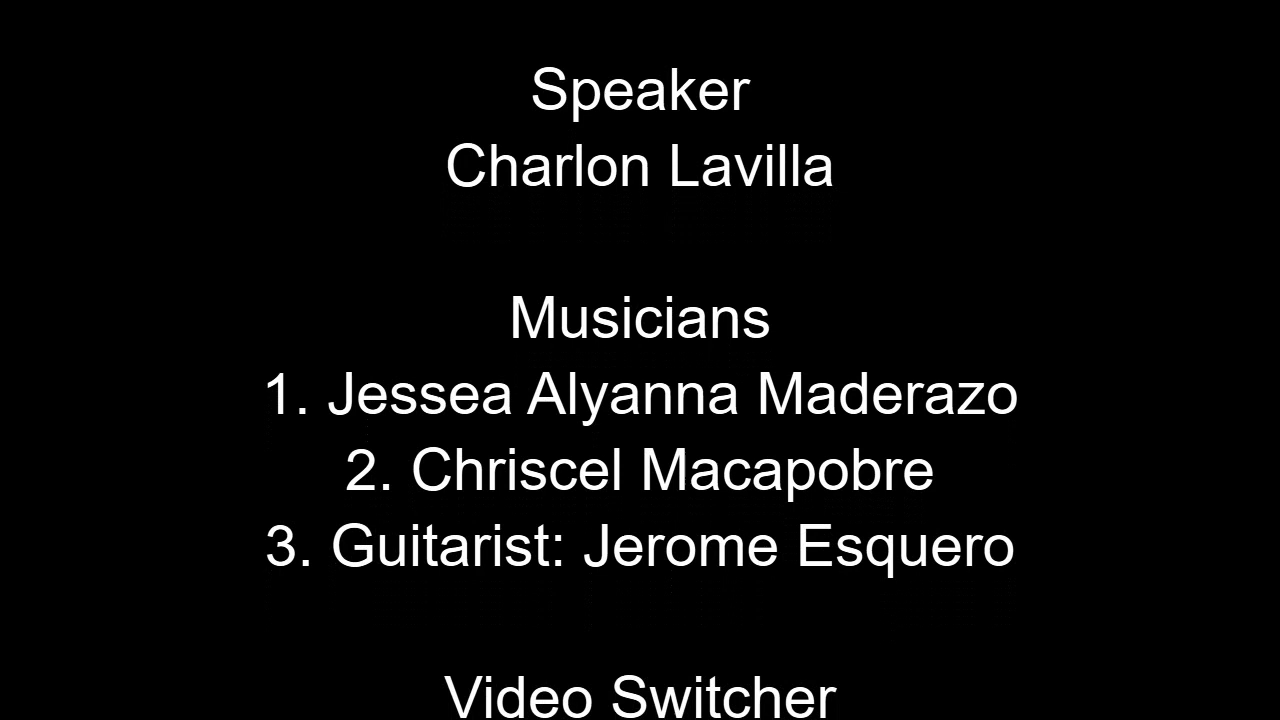 Speaker
Charlon Lavilla
Musicians
1. Jessea Alyanna Maderazo
2. Chriscel Macapobre
3. Guitarist: Jerome Esquero
Video Switcher